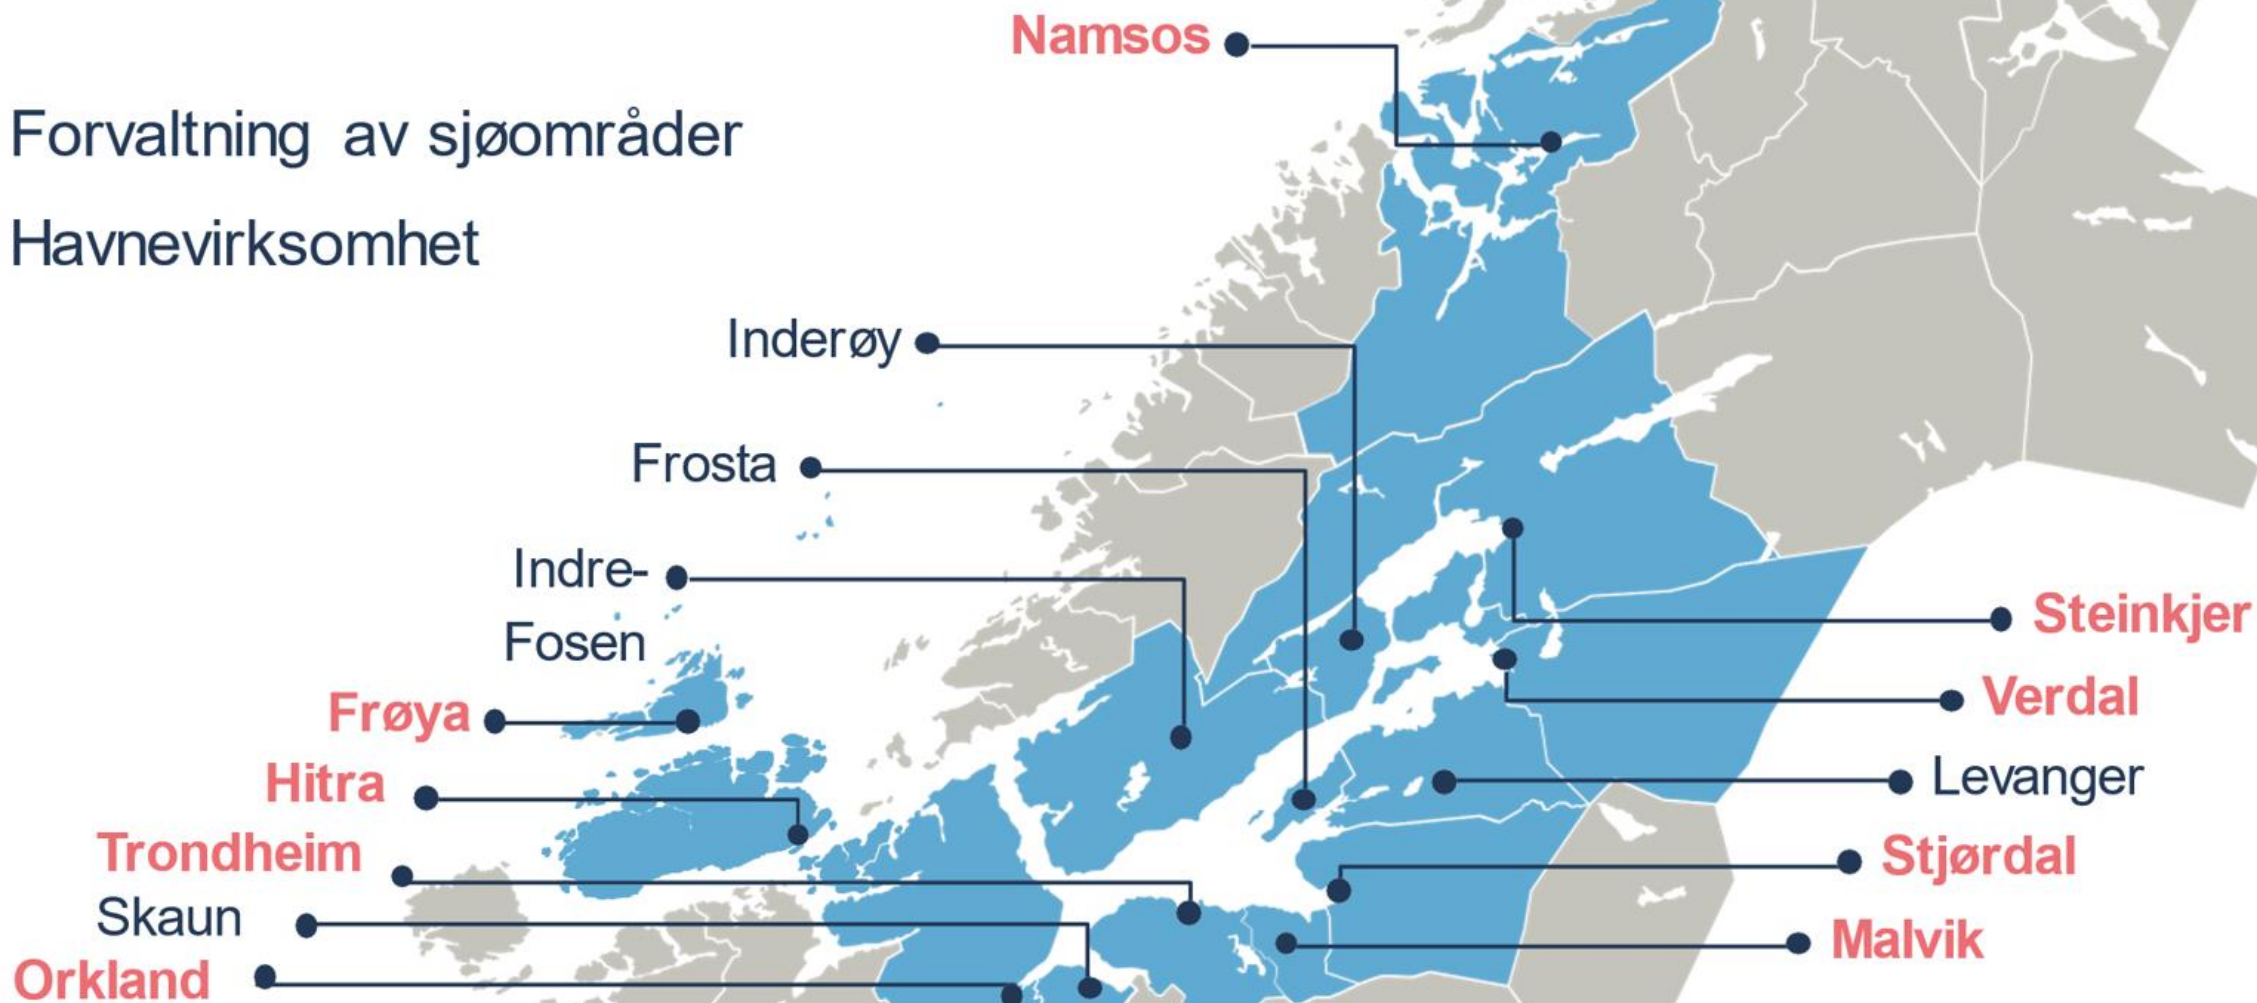 Namsos
Forvaltning av sjøområder
Havnevirksomhet
Inderøy
Frosta
Indre-
Fosen
Steinkjer
Verdal
Frøya
Hitra
Levanger
Trondheim
Stjørdal
Skaun
Malvik
Orkland